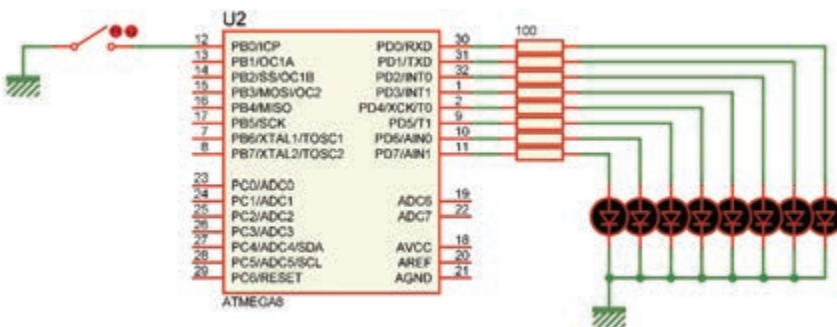 U2
100
12 PB0/ICP PD0/RXD 30
13 PB1/OC1A PD1/TXD 31
14 PB2/SS/OC1B PD2/INT0 32
15 PB3/MOSI/OC2 PD3/INT1 1
16 PB4/MISO PD4/XCK/T0 2
17 PB5/SCK PD5/T1 9
7 PB6/XTAL1/TOSC1 PD6/AIN0 10
8 PB7/XTAL2/TOSC2 PD7/AIN1 11
23 PC0/ADC0
24 PC1/ADC1 ADC6 19
25 PC2/ADC2 ADC7 22
26 PC3/ADC3
27 PC4/ADC4/SDA AVCC 18
28 PC5/ADC5/SCL AREF 20
29 PC6/RESET AGND 21
ATMEGA8